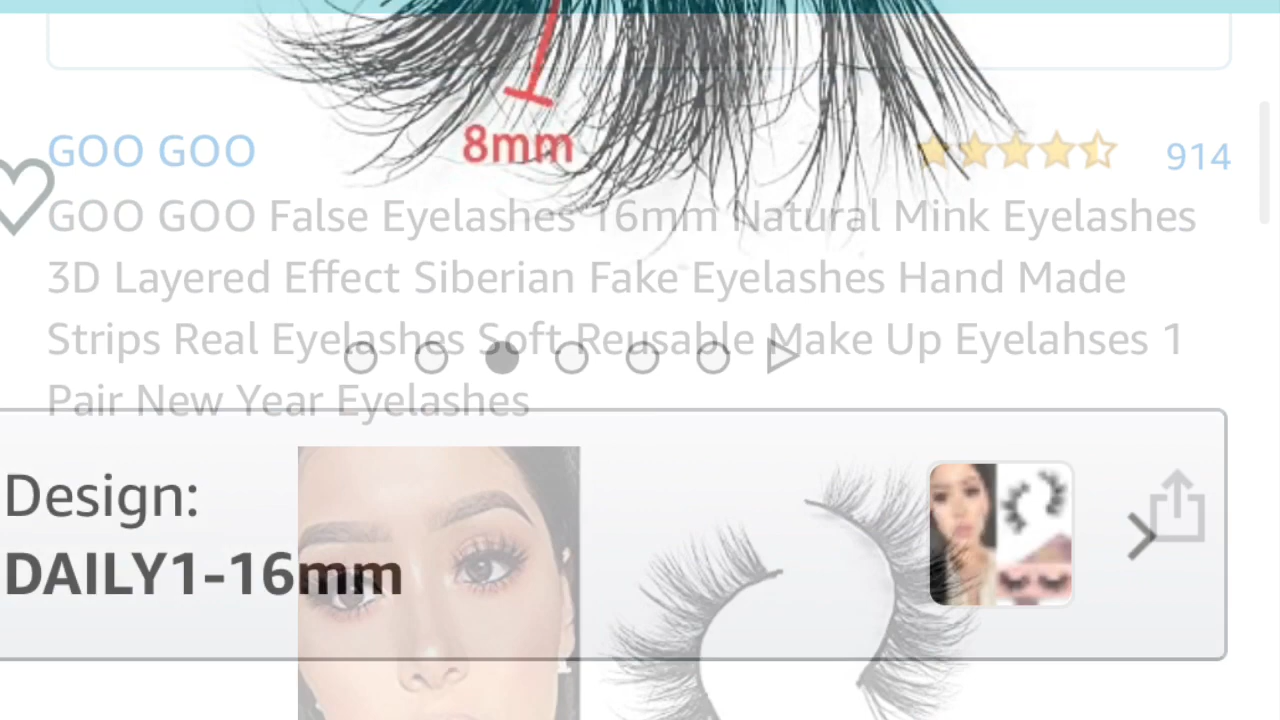 8mm
GOO GOO
914
GOO GOO False Eyelashes 16mm Natural Mink Eyelashes
3D Layered Effect Siberian Fake Eyelashes Hand Made
Strips Real Eyelashes Soft Reusable Make Up Eyelahses 1
Pair New Year Eyelashes
Design:
DAILY1-16mm